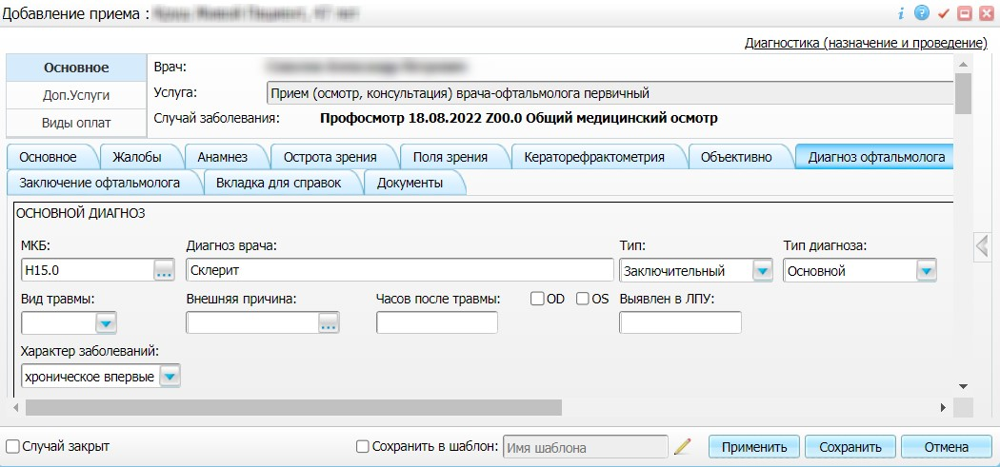 Добавление приема :
Диагностика (назначение и проведение)
Основное
Доп.Услуги
Виды оплат
Врач:
Услуга: Прием (осмотр, консультация) врача-офтальмолога первичный
Случай заболевания: Профосмотр 18.08.2022 Z00.0 Общий медицинский осмотр
Основное Жалобы Анамнез Острота зрения Поля зрения Кераторефрактометрия Объективно Диагноз офтальмолога
Заключение офтальмолога Вкладка для справок Документы
ОСНОВНОЙ ДИАГНОЗ
МКБ: Диагноз врача: Тип: Тип диагноза:
H15.0 ... Склерит Заключительный Основной
Вид травмы: Внешняя причина: Часов после травмы: OD OS Выявлен в ЛПУ:
...
Характер заболеваний:
хроническое впервые
Случай закрыт Сохранить в шаблон: Имя шаблона Применить Сохранить Отмена